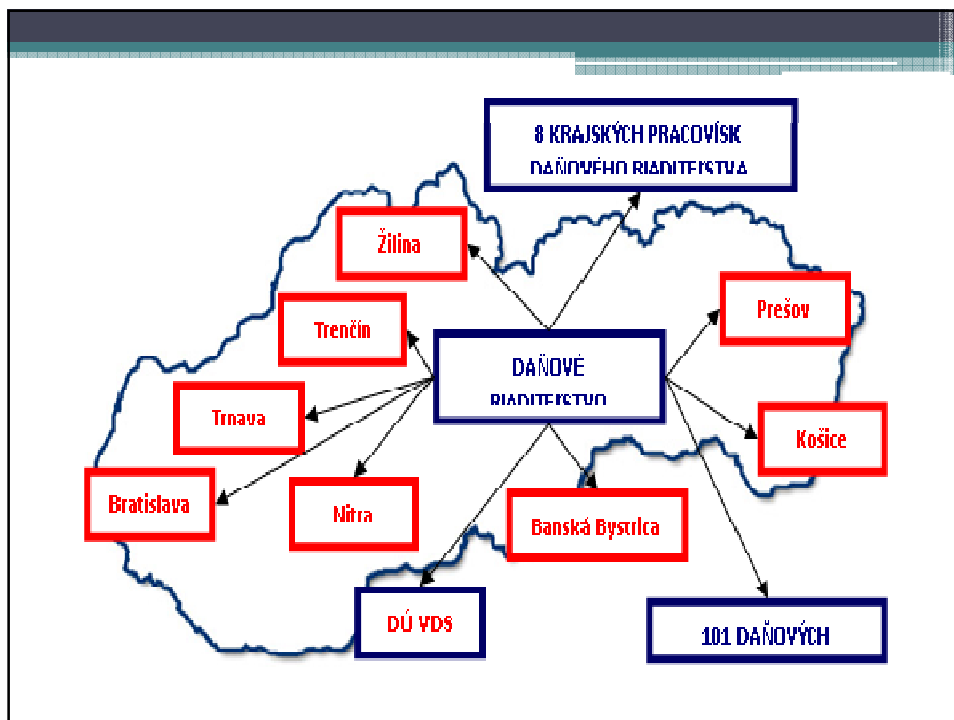 8 KRAJSKÝCH PRACOVÍSK
DAŇOVÉHO RIADITEĽSTVA
Žilina
Prešov
Trenčín
DAŇOVÉ
RIADITEĽSTVO
Trnava
Košice
Bratislava
Nitra
Banská Bystrica
DÚ VDS
101 DAŇOVÝCH